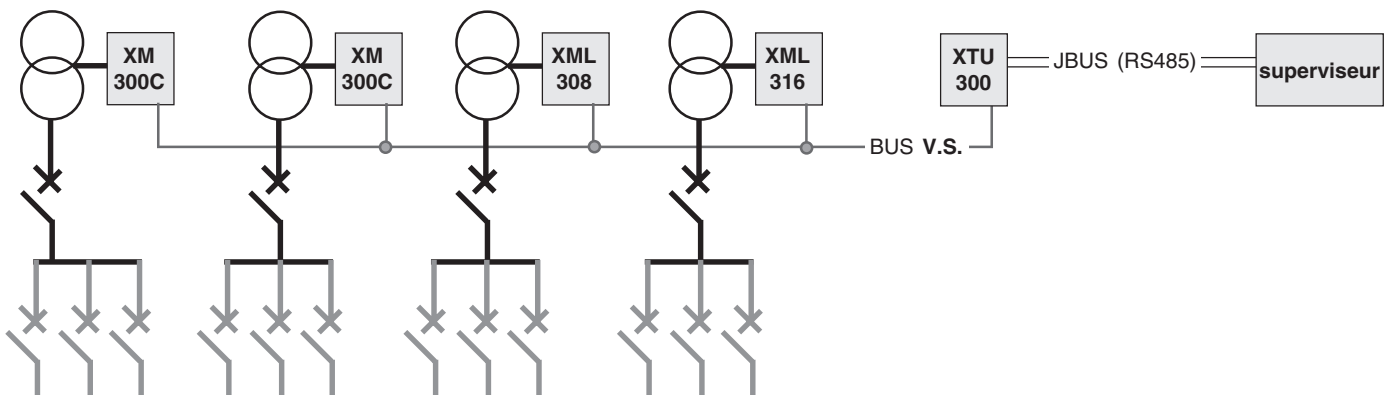 XM
300C
XM
300C
XML
308
XML
316
XTU
300
JBUS (RS485)
superviseur
BUS V.S.